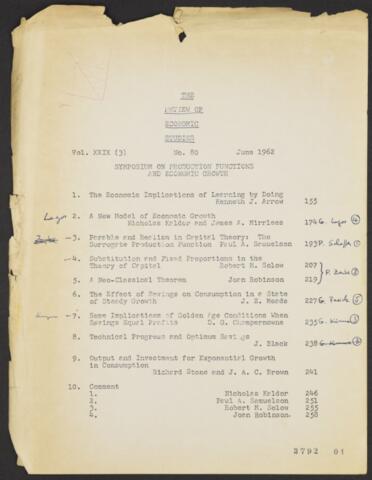 THE
REVIEW OF
ECONOMIC
STUDIES
Vol. XXIX (3) No. 80 June 1962
SYMPOSIUM ON PRODUCTION FUNCTIONS
AND ECONOMIC GROWTH
1. The Economic Implications of Learning by Doing
Kenneth J. Arrow 155
2. A New Model of Economic Growth
Nicholas Kaldor and James A. Mirrlees 174
3. Parable and Realism in Capital Theory: The
Surrogate Production Function Paul A. Samuelson 193
4. Substitution and Fixed Proportions in the
Theory of Capital Robert M. Solow 207
5. A Neo-Classical Theorem Joan Robinson 219
6. The Effect of Savings on Consumption in a State
of Steady Growth J. E. Meade 227
7. Some Implications of Golden Age Conditions When
Savings Equal Profits D. G. Champernowne 235
8. Technical Progress and Optimum Savings
J. Black 238
9. Output and Investment for Exponential Growth
in Consumption
Richard Stone and J. A. C. Brown 241
10. Comment
1. Nicholas Kaldor 246
2. Paul A. Samuelson 251
3. Robert M. Solow 255
4. Joan Robinson 258
3792 01